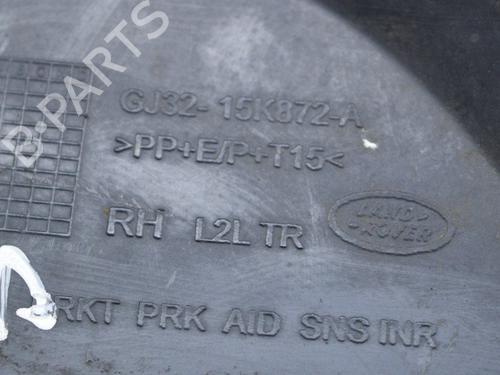 B-PARTS
GJ32-15K872-A
>PP+E/P+T15<
RH L2L TR
LAND
ROVER
RKT PRK AID SNS INR